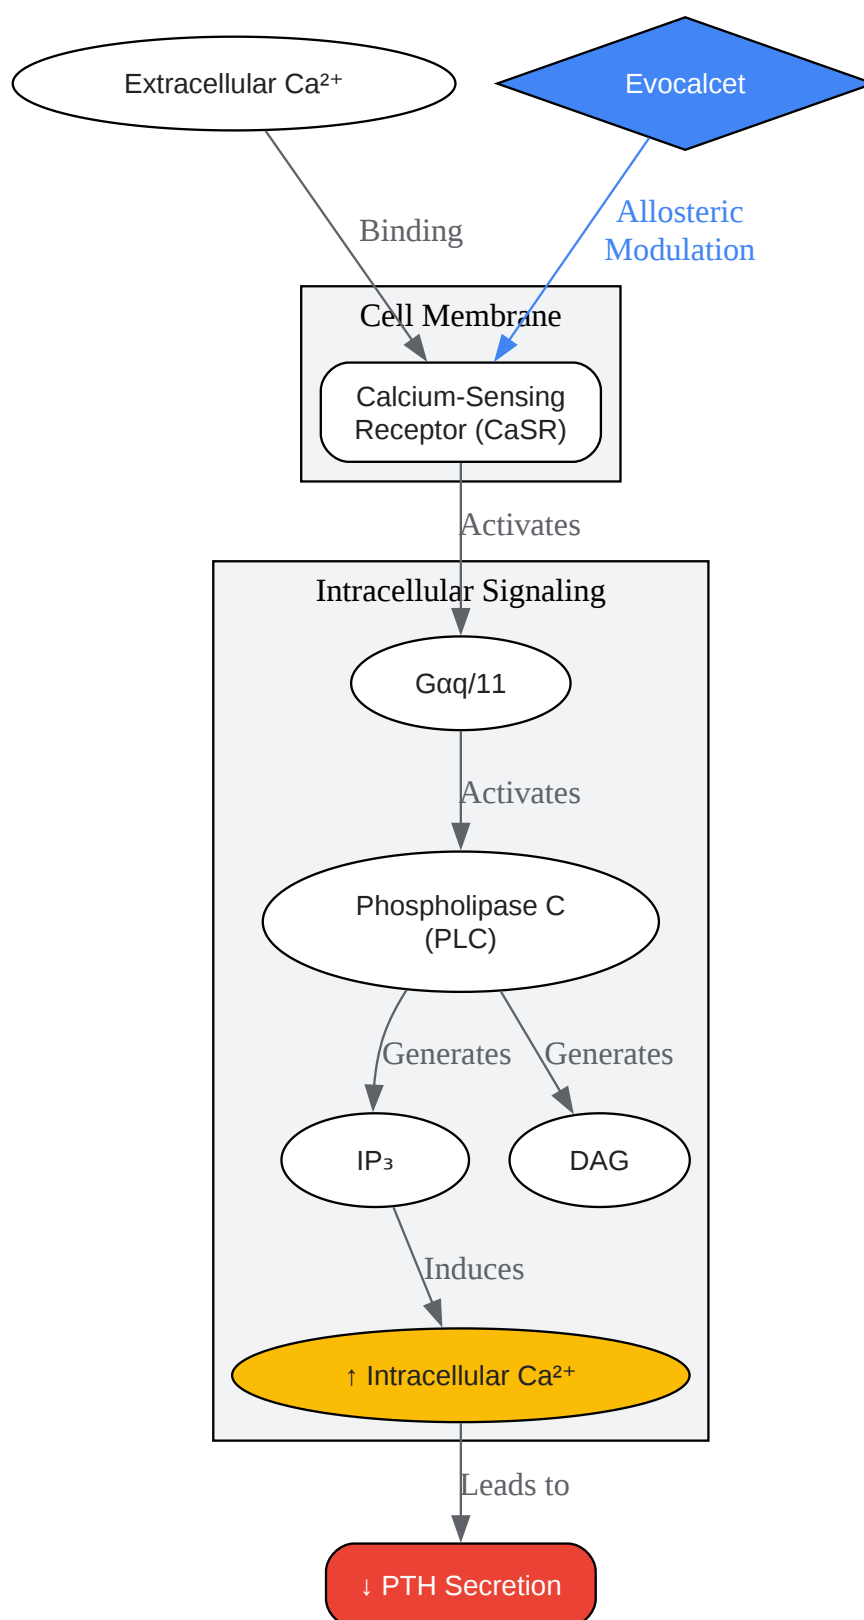 Extracellular Ca²⁺
Evocalcet
Binding
Allosteric
Modulation
Cell Membrane
Calcium-Sensing
Receptor (CaSR)
Activates
Intracellular Signaling
Gαq/11
Activates
Phospholipase C
(PLC)
Generates
Generates
IP₃
DAG
Induces
↑ Intracellular Ca²⁺
Leads to
↓ PTH Secretion